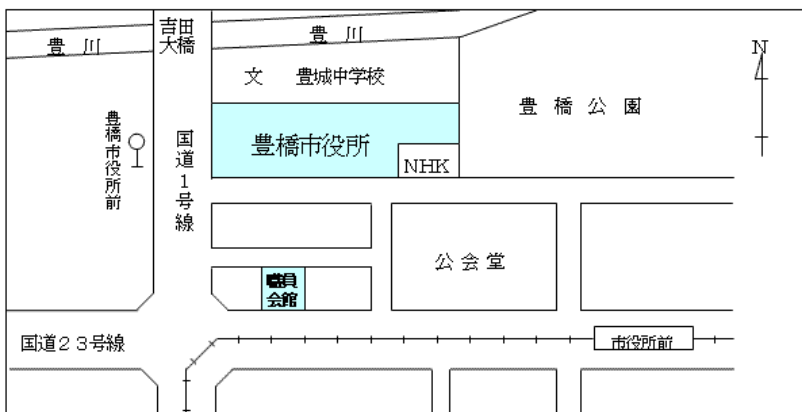 吉田
大橋
豊 川
豊 川
N
文 豊城中学校
豊 橋 公 園
豊橋市役所前
国道1号線
豊橋市役所
NHK
公 会 堂
職員
会館
国道23号線
市役所前